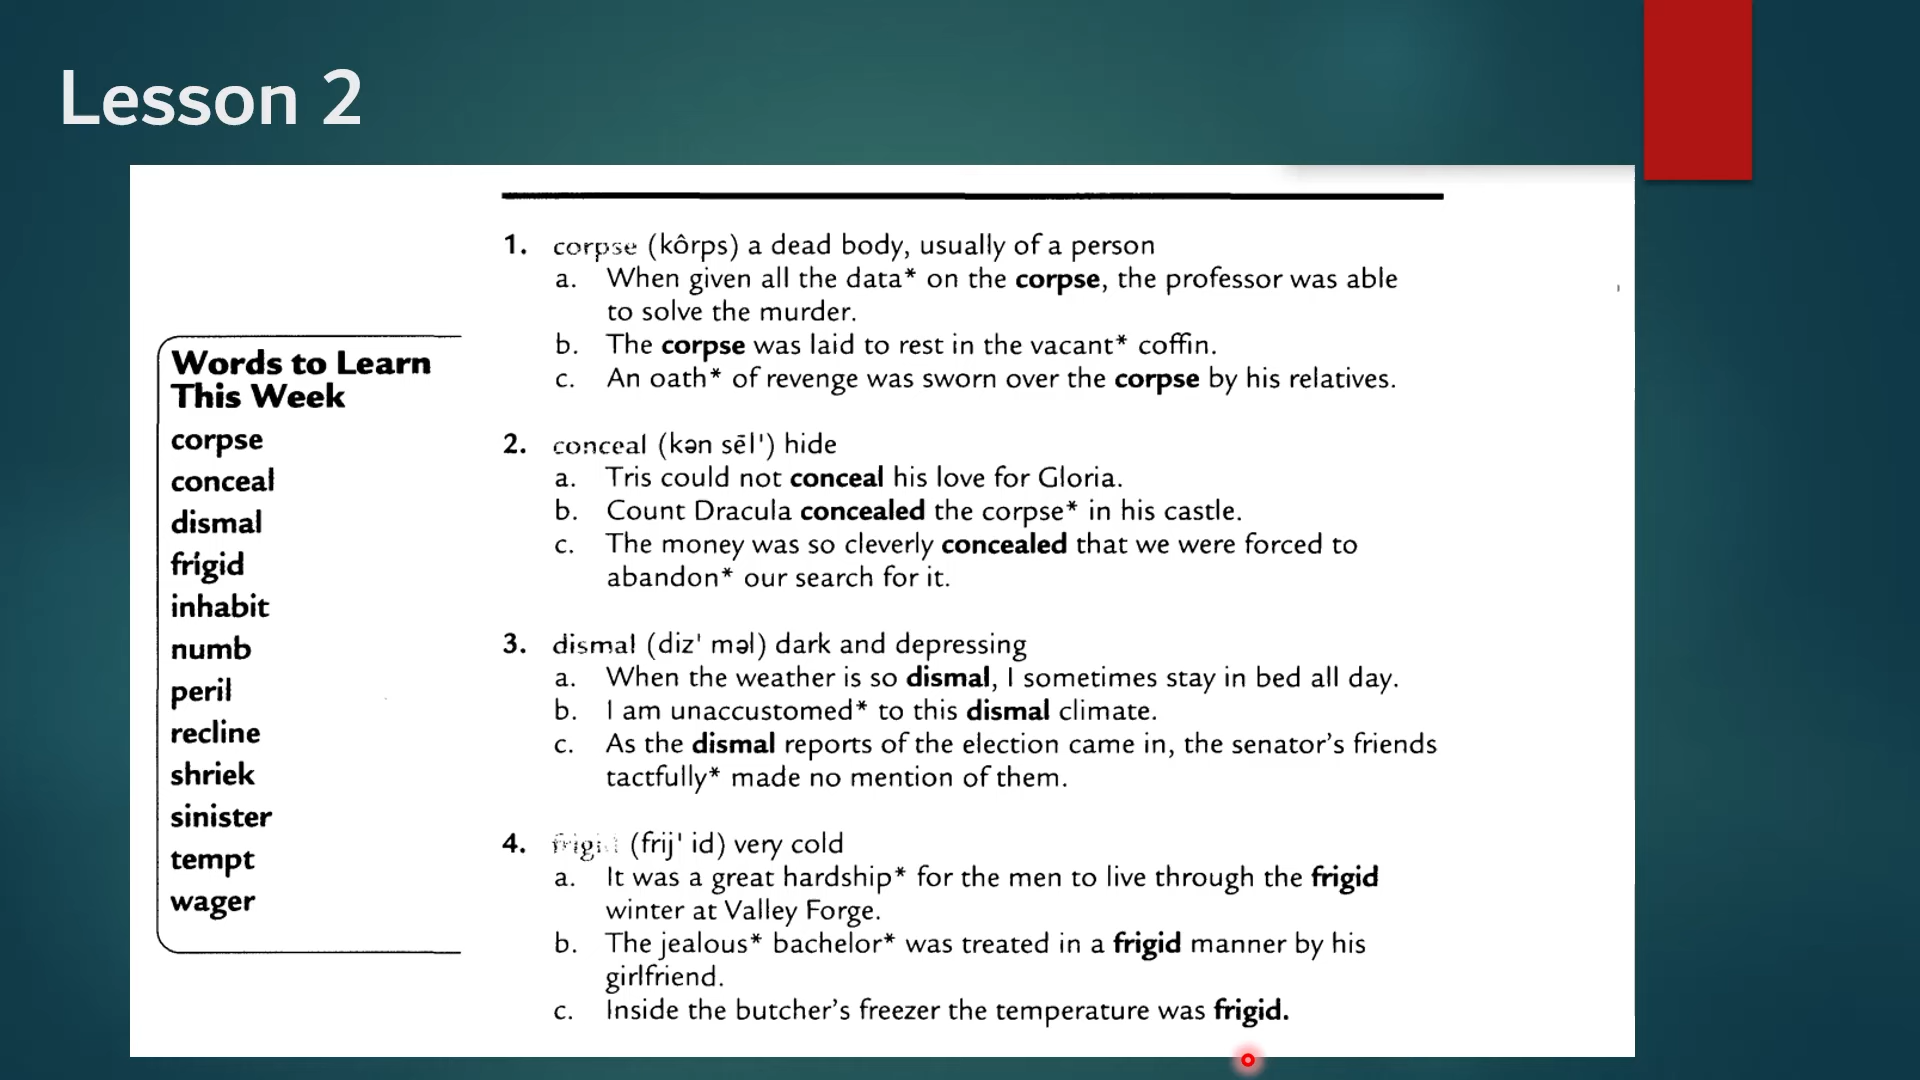 Lesson 2
Words to Learn
This Week
corpse
conceal
dismal
frigid
inhabit
numb
peril
recline
shriek
sinister
tempt
wager
1. corpse (kôrps) a dead body, usually of a person
a. When given all the data* on the corpse, the professor was able
to solve the murder.
b. The corpse was laid to rest in the vacant* coffin.
c. An oath* of revenge was sworn over the corpse by his relatives.
2. conceal (kən sēl') hide
a. Tris could not conceal his love for Gloria.
b. Count Dracula concealed the corpse* in his castle.
c. The money was so cleverly concealed that we were forced to
abandon* our search for it.
3. dismal (diz' məl) dark and depressing
a. When the weather is so dismal, I sometimes stay in bed all day.
b. I am unaccustomed* to this dismal climate.
c. As the dismal reports of the election came in, the senator's friends
tactfully* made no mention of them.
4. frigid (frij' id) very cold
a. It was a great hardship* for the men to live through the frigid
winter at Valley Forge.
b. The jealous* bachelor* was treated in a frigid manner by his
girlfriend.
c. Inside the butcher's freezer the temperature was frigid.